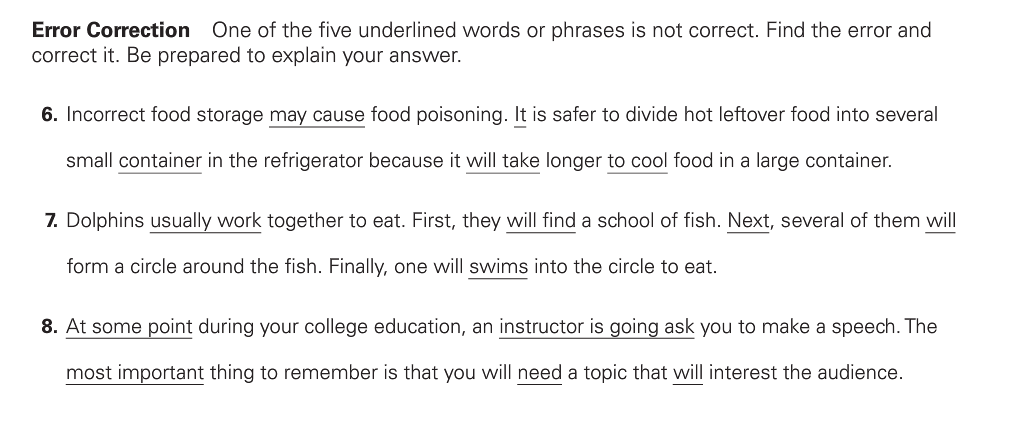 Error Correction One of the five underlined words or phrases is not correct. Find the error and
correct it. Be prepared to explain your answer.
6. Incorrect food storage may cause food poisoning. It is safer to divide hot leftover food into several
small container in the refrigerator because it will take longer to cool food in a large container.
7. Dolphins usually work together to eat. First, they will find a school of fish. Next, several of them will
form a circle around the fish. Finally, one will swims into the circle to eat.
8. At some point during your college education, an instructor is going ask you to make a speech. The
most important thing to remember is that you will need a topic that will interest the audience.